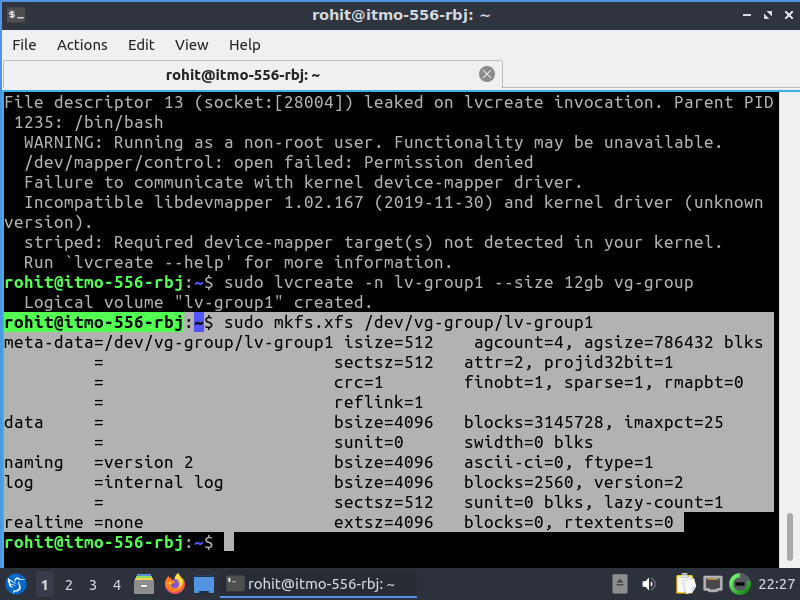 rohit@itmo-556-rbj: ~
File Actions Edit View Help
rohit@itmo-556-rbj: ~
File descriptor 13 (socket:[28004]) leaked on lvcreate invocation. Parent PID
 1235: /bin/bash
  WARNING: Running as a non-root user. Functionality may be unavailable.
  /dev/mapper/control: open failed: Permission denied
  Failure to communicate with kernel device-mapper driver.
  Incompatible libdevmapper 1.02.167 (2019-11-30) and kernel driver (unknown
version).
  striped: Required device-mapper target(s) not detected in your kernel.
  Run `lvcreate --help' for more information.
rohit@itmo-556-rbj:~$ sudo lvcreate -n lv-group1 --size 12gb vg-group
  Logical volume "lv-group1" created.
rohit@itmo-556-rbj:~$ sudo mkfs.xfs /dev/vg-group/lv-group1
meta-data=/dev/vg-group/lv-group1 isize=512    agcount=4, agsize=786432 blks
         =                       sectsz=512   attr=2, projid32bit=1
         =                       crc=1        finobt=1, sparse=1, rmapbt=0
         =                       reflink=1
data     =                       bsize=4096   blocks=3145728, imaxpct=25
         =                       sunit=0      swidth=0 blks
naming   =version 2              bsize=4096   ascii-ci=0, ftype=1
log      =internal log           bsize=4096   blocks=2560, version=2
         =                       sectsz=512   sunit=0 blks, lazy-count=1
realtime =none                   extsz=4096   blocks=0, rtextents=0
rohit@itmo-556-rbj:~$
1 2 3 4 rohit@itmo-556-rbj: ~ 22:27